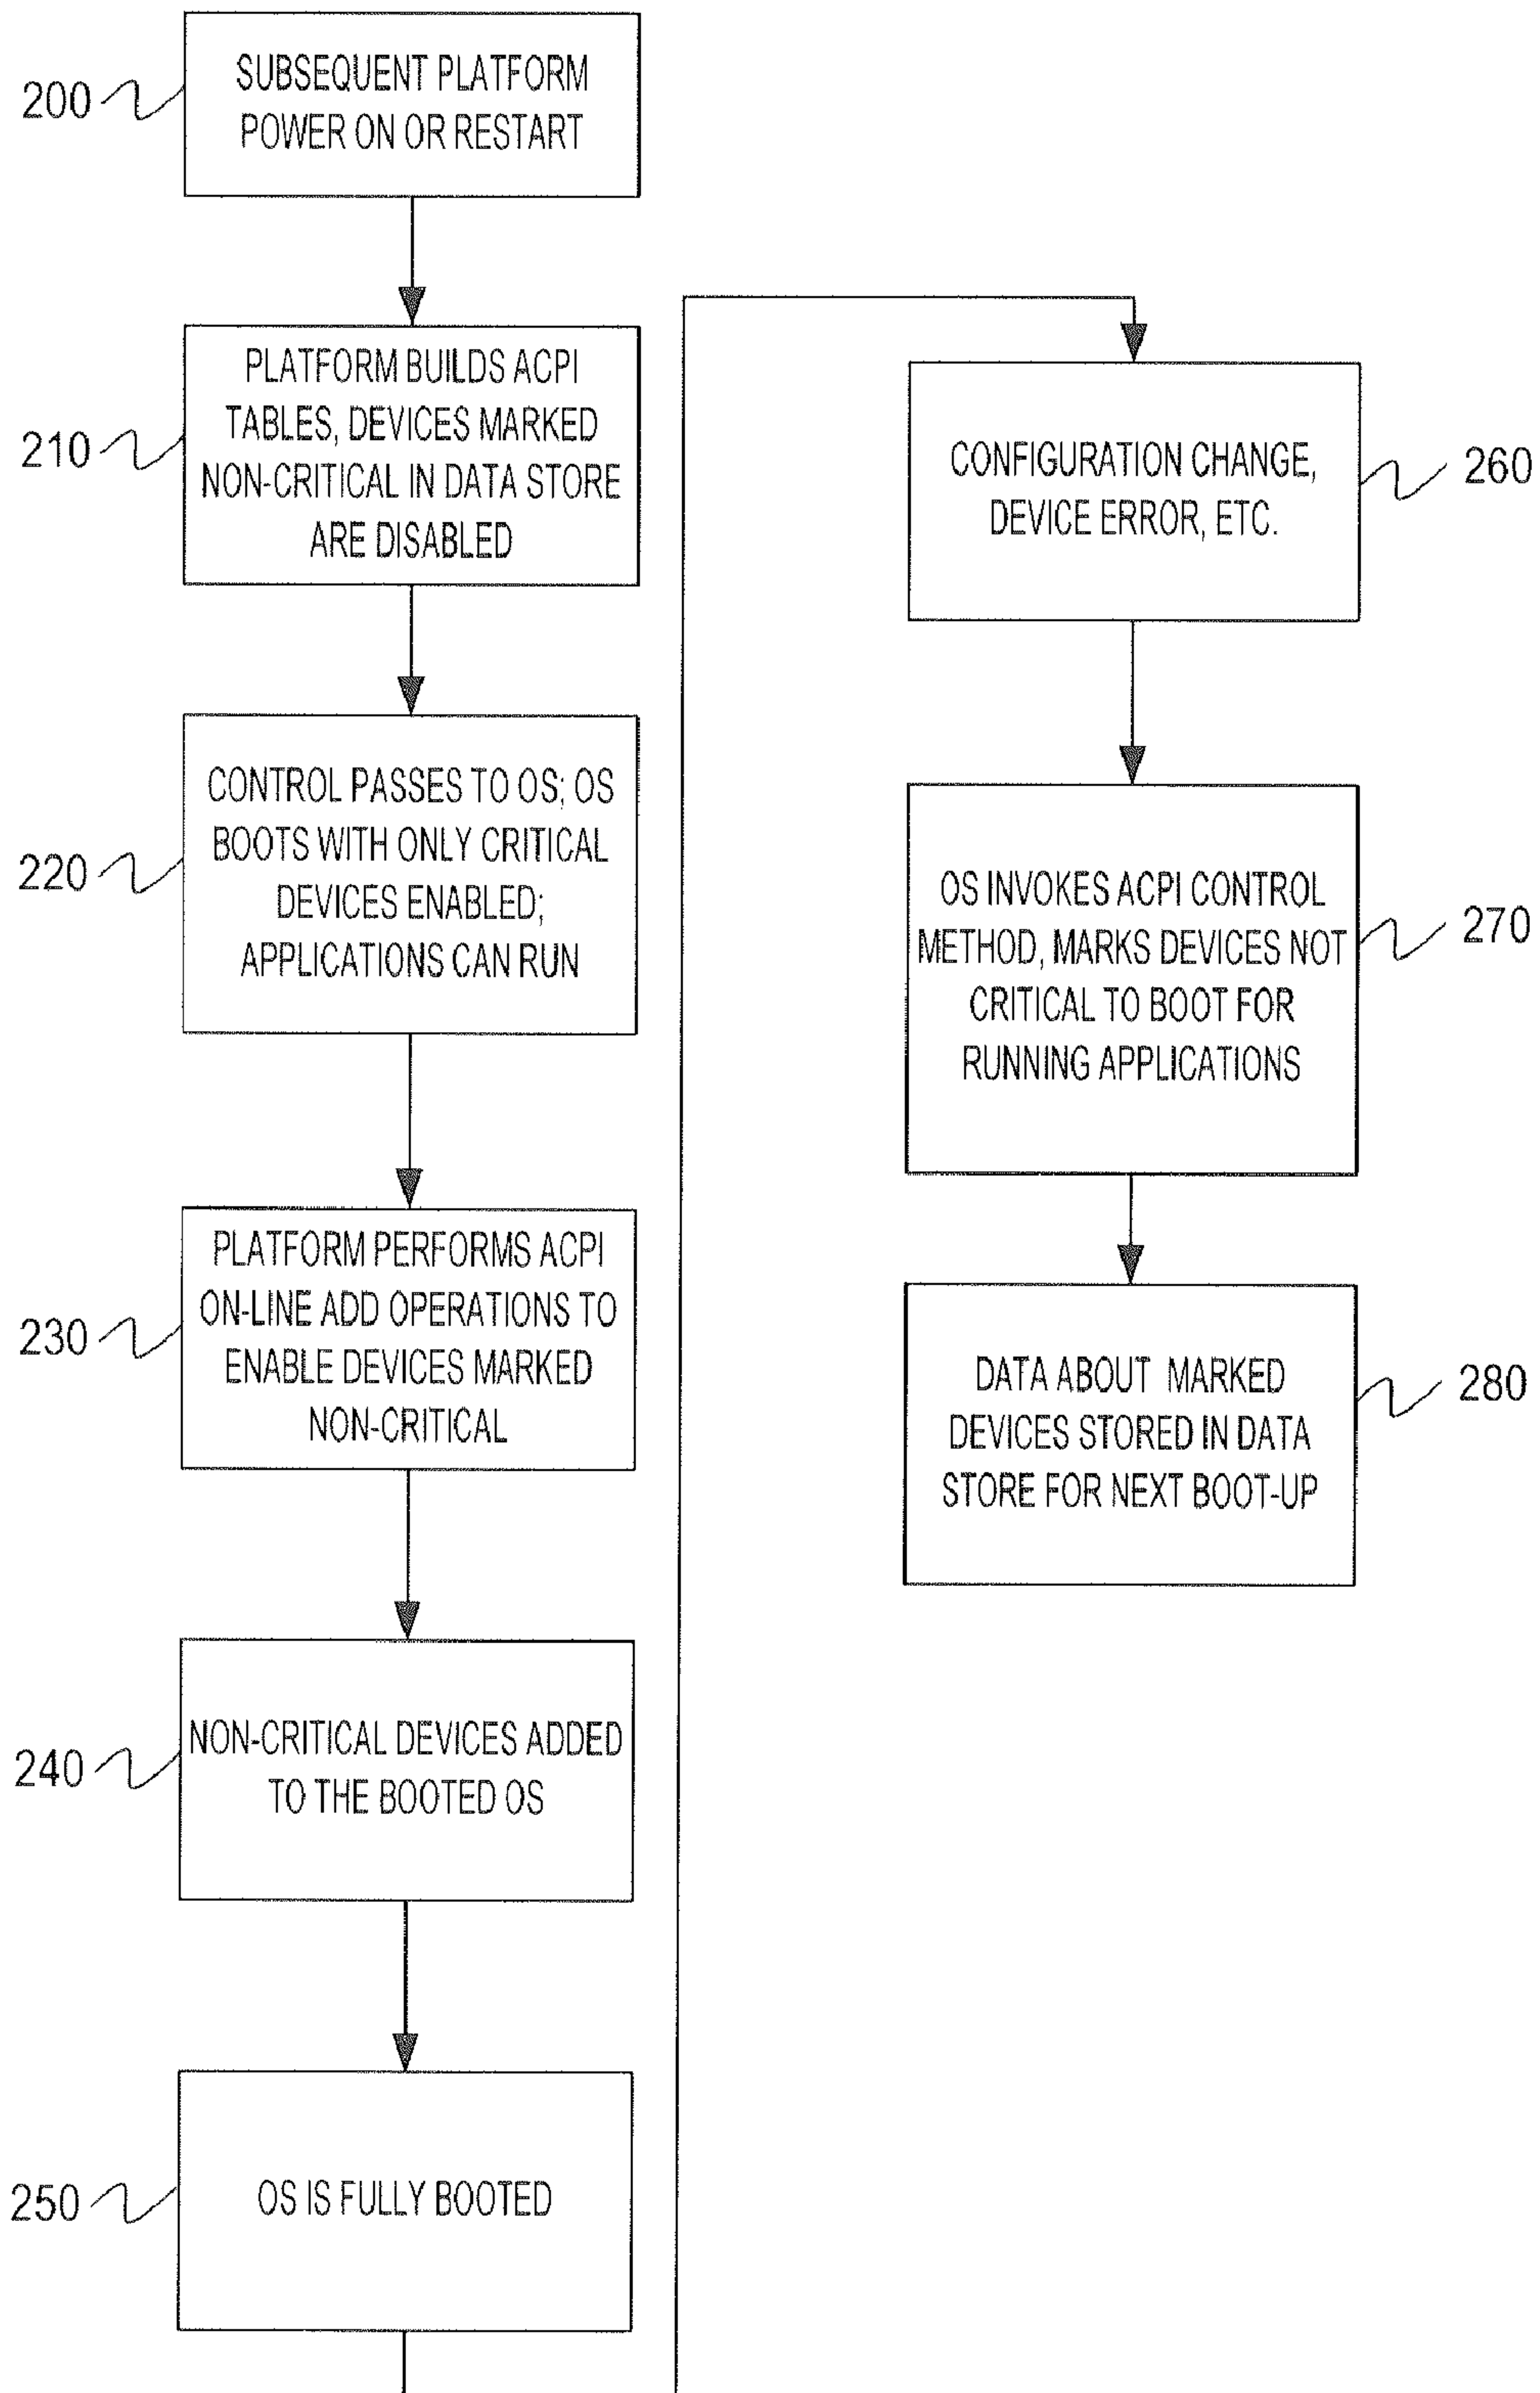 200
SUBSEQUENT PLATFORM
POWER ON OR RESTART
210
PLATFORM BUILDS ACPI
TABLES, DEVICES MARKED
NON-CRITICAL IN DATA STORE
ARE DISABLED
220
CONTROL PASSES TO OS; OS
BOOTS WITH ONLY CRITICAL
DEVICES ENABLED;
APPLICATIONS CAN RUN
230
PLATFORM PERFORMS ACPI
ON-LINE ADD OPERATIONS TO
ENABLE DEVICES MARKED
NON-CRITICAL
240
NON-CRITICAL DEVICES ADDED
TO THE BOOTED OS
250
OS IS FULLY BOOTED
CONFIGURATION CHANGE,
DEVICE ERROR, ETC.
260
OS INVOKES ACPI CONTROL
METHOD, MARKS DEVICES NOT
CRITICAL TO BOOT FOR
RUNNING APPLICATIONS
270
DATA ABOUT MARKED
DEVICES STORED IN DATA
STORE FOR NEXT BOOT-UP
280